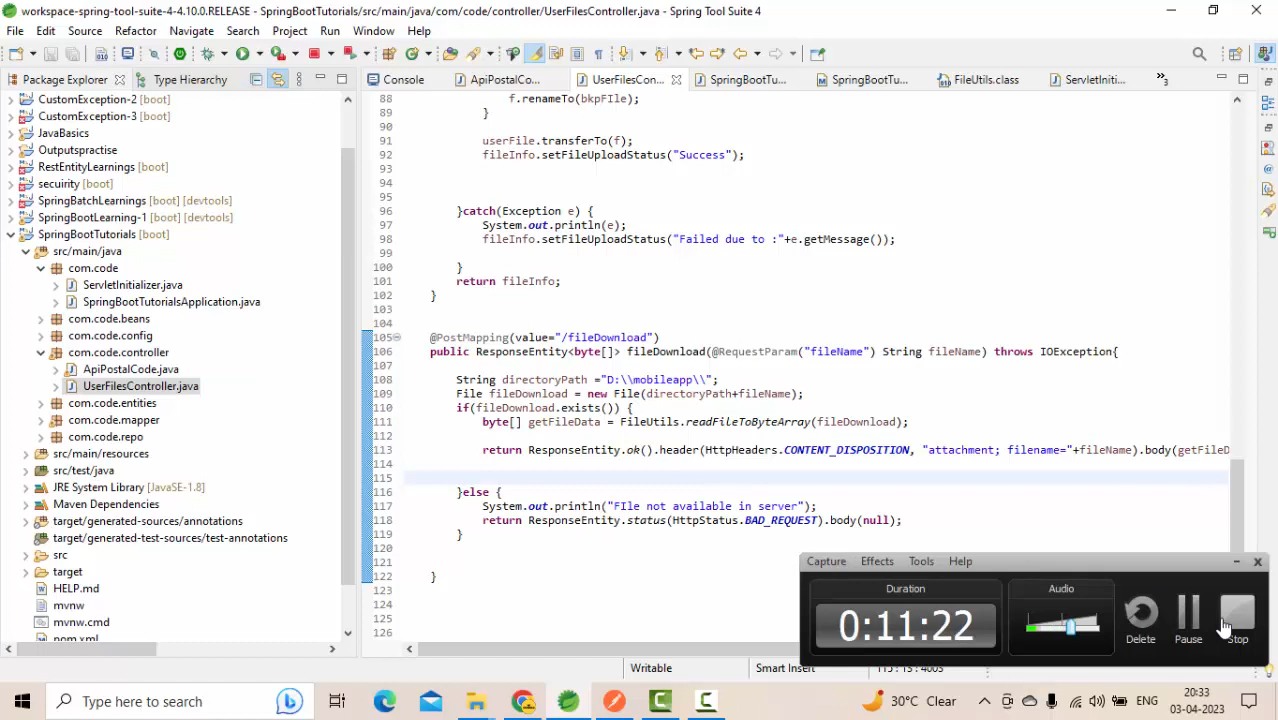 workspace-spring-tool-suite-4-4.10.0.RELEASE - SpringBootTutorials/src/main/java/com/code/controller/UserFilesController.java - Spring Tool Suite 4
File Edit Source Refactor Navigate Search Project Run Window Help
Package Explorer Type Hierarchy
Console ApiPostalCo... UserFilesCon... SpringBootTu... SpringBootTu... FileUtils.class ServletIniti...
CustomException-2 [boot]
CustomException-3 [boot]
JavaBasics
Outputspractise
RestEntityLearnings [boot]
secuirity [boot]
SpringBatchLearnings [boot] [devtools]
SpringBootLearning-1 [boot] [devtools]
SpringBootTutorials [boot]
src/main/java
com.code
ServletInitializer.java
SpringBootTutorialsApplication.java
com.code.beans
com.code.config
com.code.controller
ApiPostalCode.java
UserFilesController.java
com.code.entities
com.code.mapper
com.code.repo
src/main/resources
src/test/java
JRE System Library [JavaSE-1.8]
Maven Dependencies
target/generated-sources/annotations
target/generated-test-sources/test-annotations
src
target
HELP.md
mvnw
mvnw.cmd
pom.xml
88 f.renameTo(bkpFIle);
89 }
90
91 userFile.transferTo(f);
92 fileInfo.setFileUploadStatus("Success");
93
94
95
96 }catch(Exception e) {
97 System.out.println(e);
98 fileInfo.setFileUploadStatus("Failed due to :"+e.getMessage());
99
100 }
101 return fileInfo;
102 }
103
104
105 @PostMapping(value="/fileDownload")
106 public ResponseEntity<byte[]> fileDownload(@RequestParam("fileName") String fileName) throws IOException{
107
108 String directoryPath ="D:\\mobileapp\\";
109 File fileDownload = new File(directoryPath+fileName);
110 if(fileDownload.exists()) {
111 byte[] getFileData = FileUtils.readFileToByteArray(fileDownload);
112
113 return ResponseEntity.ok().header(HttpHeaders.CONTENT_DISPOSITION, "attachment; filename="+fileName).body(getFileD
114
115
116 }else {
117 System.out.println("FIle not available in server");
118 return ResponseEntity.status(HttpStatus.BAD_REQUEST).body(null);
119 }
120
121
122 }
123
124
125
126
Capture Effects Tools Help
Duration
0:11:22
Audio
Delete Pause Stop
Writable Smart Insert 115 : 15 : 4005
Type here to search
30°C Clear
ENG
20:33
03-04-2023